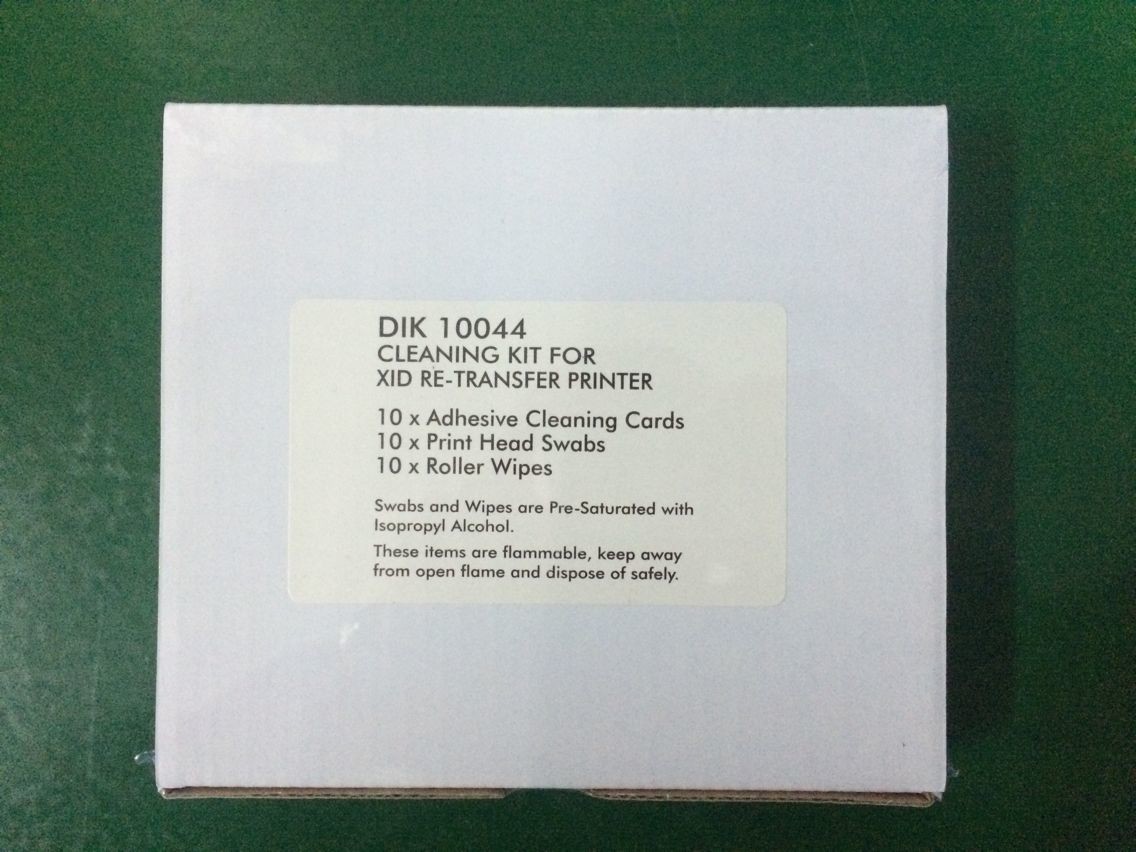 DIK 10044
CLEANING KIT FOR
XID RE-TRANSFER PRINTER
10 x Adhesive Cleaning Cards
10 x Print Head Swabs
10 x Roller Wipes
Swabs and Wipes are Pre-Saturated with
Isopropyl Alcohol.
These items are flammable, keep away
from open flame and dispose of safely.